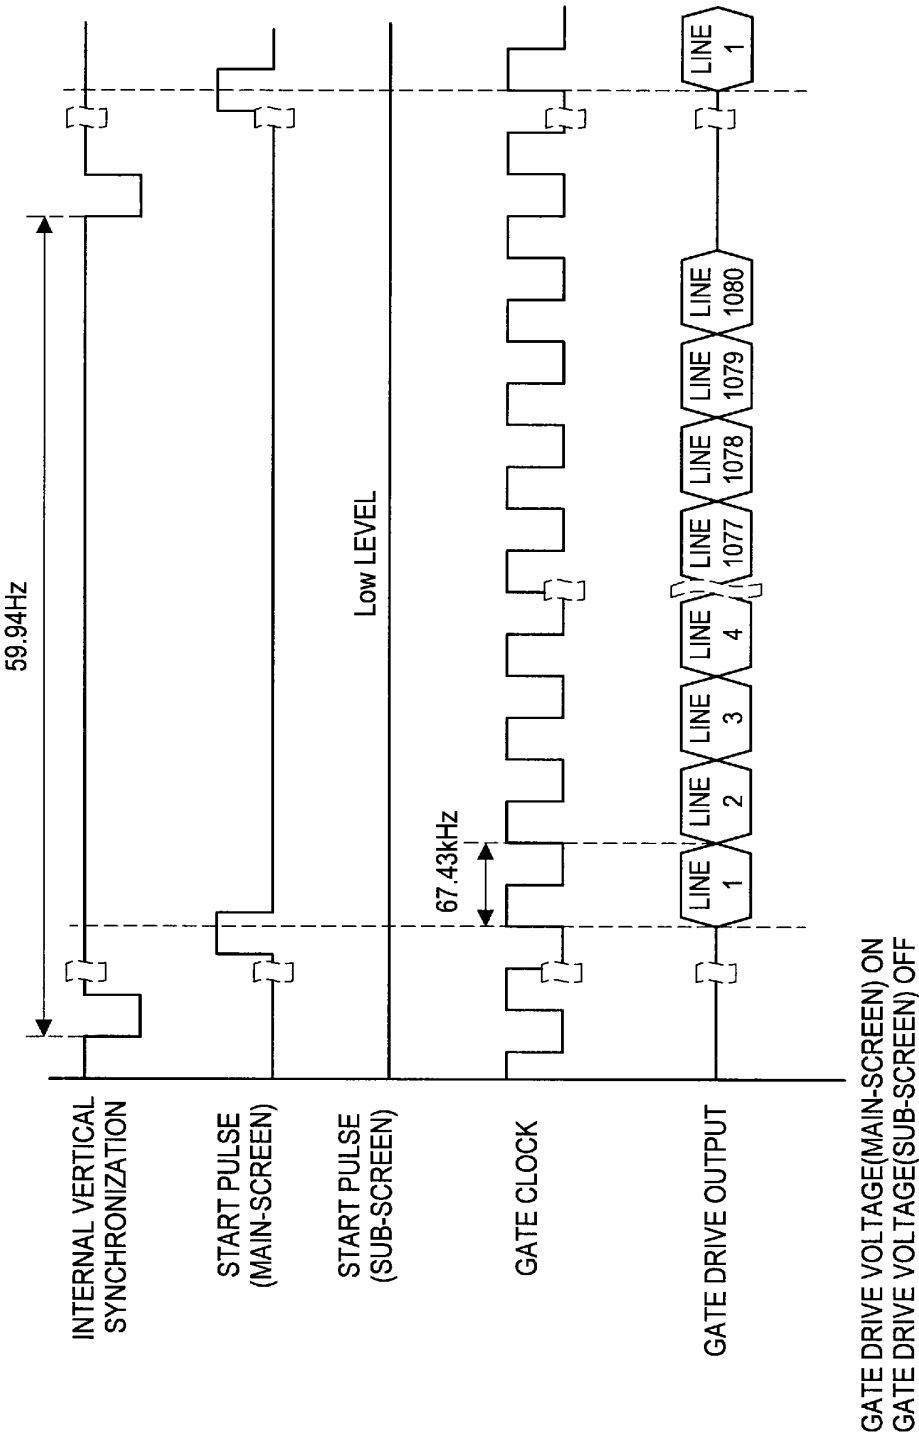 59.94Hz
INTERNAL VERTICAL
SYNCHRONIZATION
START PULSE
(MAIN-SCREEN)
START PULSE
(SUB-SCREEN)
Low LEVEL
67.43kHz
GATE CLOCK
GATE DRIVE OUTPUT
LINE
1
LINE
2
LINE
3
LINE
4
LINE
1077
LINE
1078
LINE
1079
LINE
1080
LINE
1
GATE DRIVE VOLTAGE(MAIN-SCREEN) ON
GATE DRIVE VOLTAGE(SUB-SCREEN) OFF